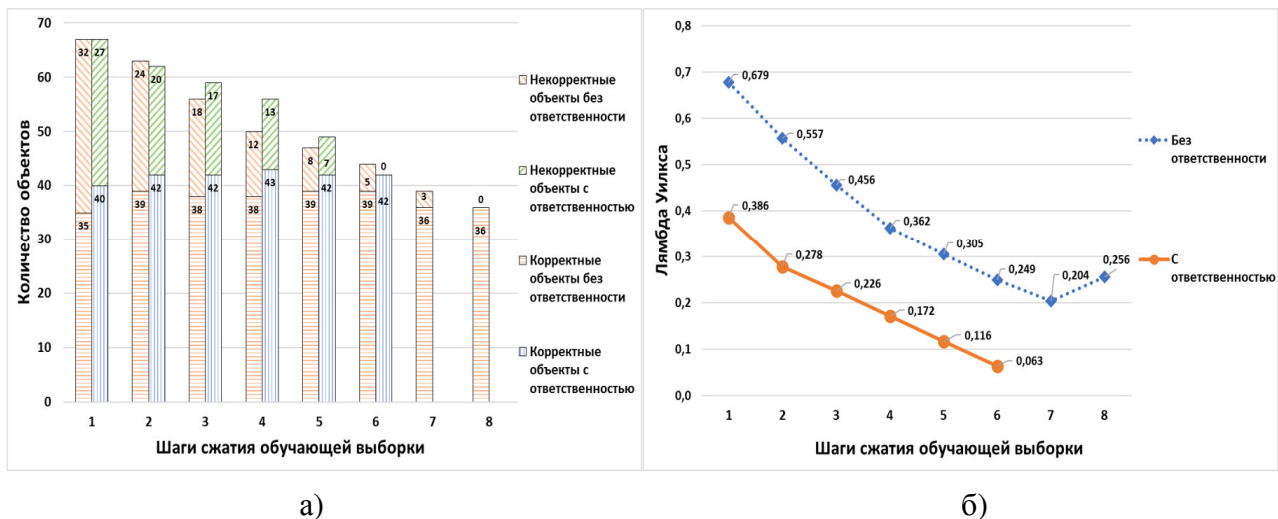 70
60
50
40
30
20
10
0
Количество объектов
32 27
35 40
24 20
39 42
18 17
38 42
12 13
38 43
8 7
39 42
5 0
39 42
3
36
0
36
1 2 3 4 5 6 7 8
Шаги сжатия обучающей выборки
Некорректные
объекты без
ответственности
Некорректные
объекты с
ответственностью
Корректные
объекты без
ответственности
Корректные
объекты с
ответственностью
а)
0,8
0,7
0,6
0,5
0,4
0,3
0,2
0,1
0,0
Лямбда Уилкса
0,679
0,557
0,456
0,362
0,305
0,249
0,204
0,256
0,386
0,278
0,226
0,172
0,116
0,063
1 2 3 4 5 6 7 8
Шаги сжатия обучающей выборки
Без
ответственности
С
ответственностью
б)